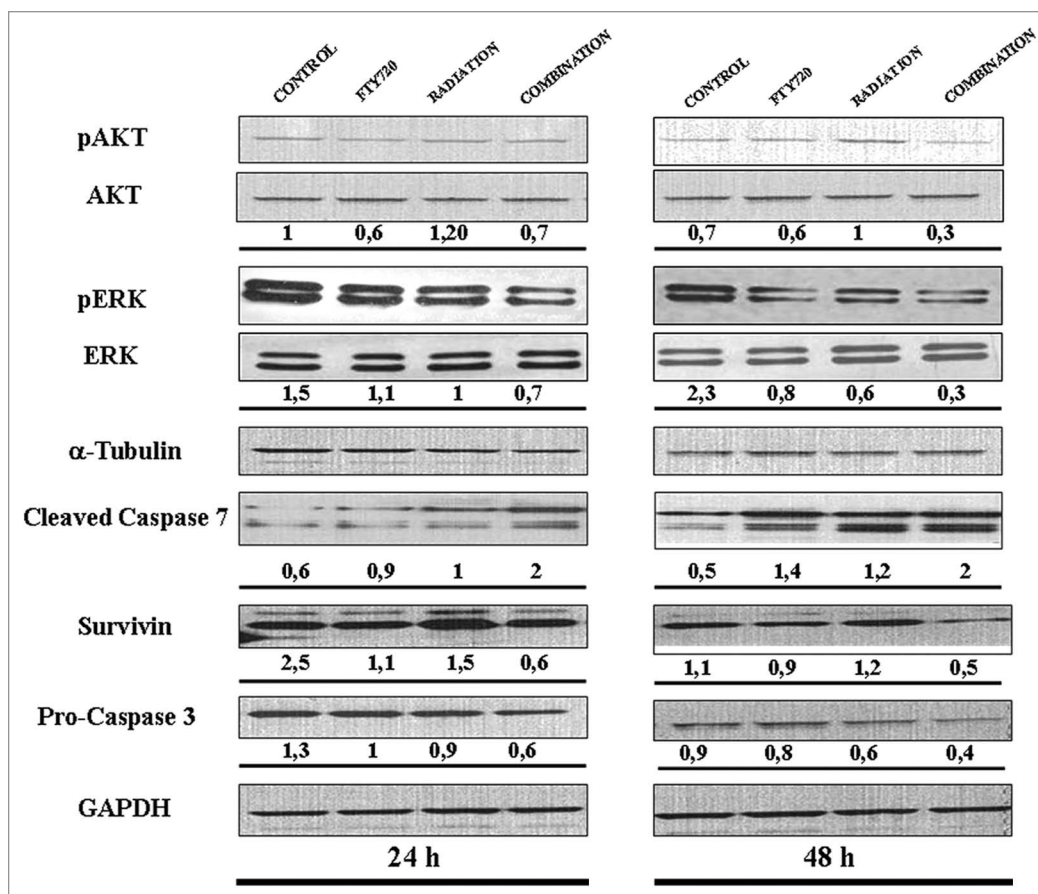 CONTROL FTY720 RADIATION COMBINATION CONTROL FTY720 RADIATION COMBINATION
pAKT
AKT
1 0,6 1,20 0,7 0,7 0,6 1 0,3
pERK
ERK
1,5 1,1 1 0,7 2,3 0,8 0,6 0,3
α-Tubulin
Cleaved Caspase 7
0,6 0,9 1 2 0,5 1,4 1,2 2
Survivin
2,5 1,1 1,5 0,6 1,1 0,9 1,2 0,5
Pro-Caspase 3
1,3 1 0,9 0,6 0,9 0,8 0,6 0,4
GAPDH
24 h 48 h